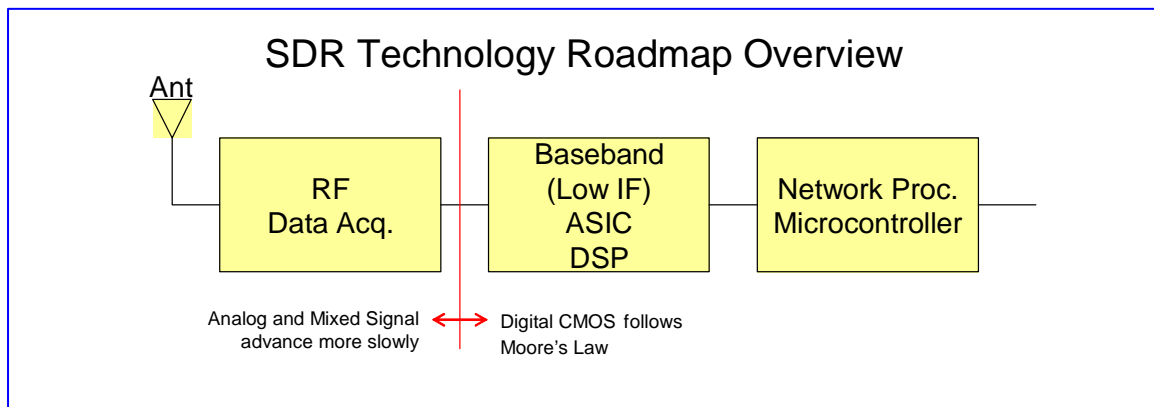 SDR Technology Roadmap Overview
Ant
RF
Data Acq.
Baseband
(Low IF)
ASIC
DSP
Network Proc.
Microcontroller
Analog and Mixed Signal
advance more slowly
Digital CMOS follows
Moore's Law